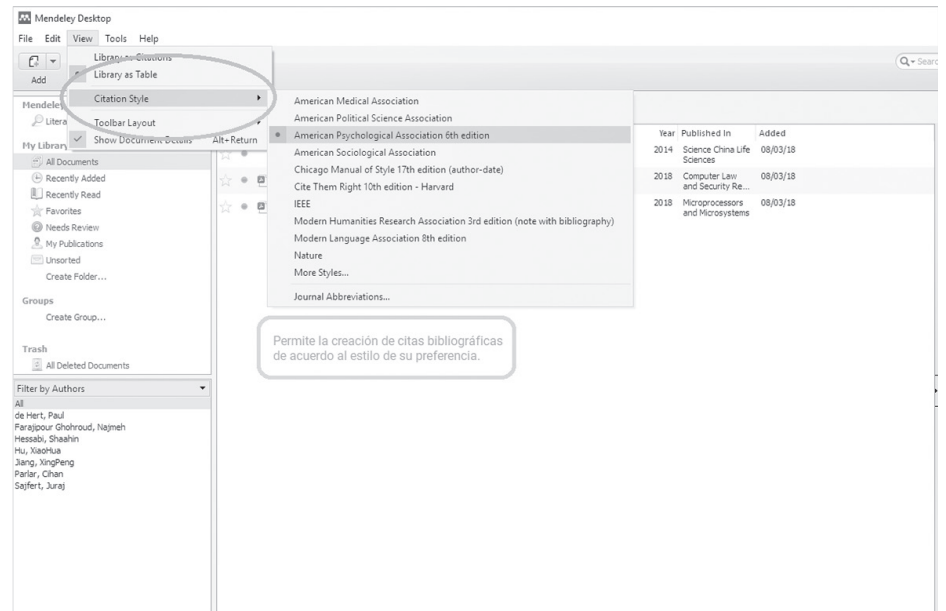 Mendeley Desktop
File Edit View Tools Help
Add
Library as Citations
Library as Table
Citation Style
Toolbar Layout
Show Document Details Alt+Return
American Medical Association
American Political Science Association
American Psychological Association 6th edition
American Sociological Association
Chicago Manual of Style 17th edition (author-date)
Cite Them Right 10th edition - Harvard
IEEE
Modern Humanities Research Association 3rd edition (note with bibliography)
Modern Language Association 8th edition
Nature
More Styles...
Journal Abbreviations...
Mendeley
Litera
My Library
All Documents
Recently Added
Recently Read
Favorites
Needs Review
My Publications
Unsorted
Create Folder...
Groups
Create Group...
Trash
All Deleted Documents
Filter by Authors
All
de Hert, Paul
Farajipour Ghohroud, Najmeh
Hessabi, Shaahin
Hu, XiaoHua
Jiang, XingPeng
Parlar, Cihan
Sajfert, Juraj
Searc
Year Published In Added
2014 Science China Life 08/03/18
Sciences
2018 Computer Law 08/03/18
and Security Re...
2018 Microprocessors 08/03/18
and Microsystems
Permite la creación de citas bibliográficas
de acuerdo al estilo de su preferencia.